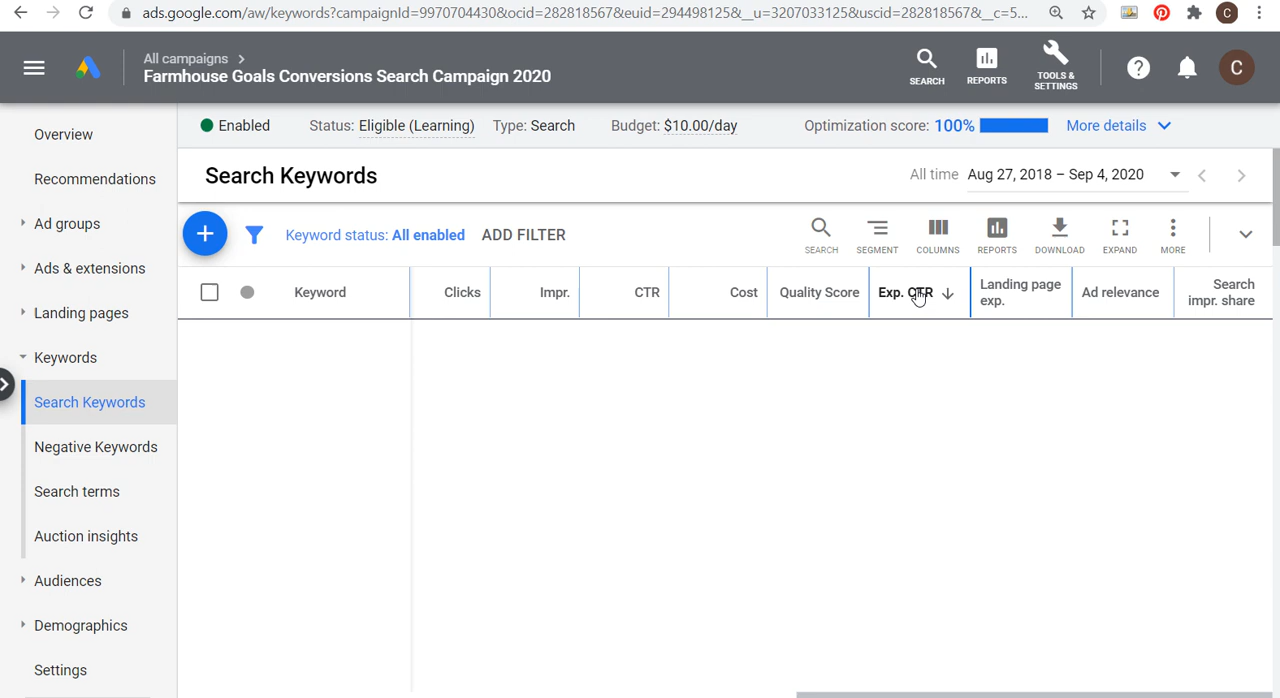 ads.google.com/aw/keywords?campaignId=9970704430&ocid=282818567&euid=294498125&__u=3207033125&uscid=282818567&__c=5...
C
All campaigns >
Farmhouse Goals Conversions Search Campaign 2020
SEARCH
REPORTS
TOOLS &
SETTINGS
?
C
Overview
Recommendations
Ad groups
Ads & extensions
Landing pages
Keywords
Search Keywords
Negative Keywords
Search terms
Auction insights
Audiences
Demographics
Settings
Enabled
Status: Eligible (Learning)
Type: Search
Budget: $10.00/day
Optimization score: 100%
More details
Search Keywords
All time Aug 27, 2018 – Sep 4, 2020
Keyword status: All enabled
ADD FILTER
SEARCH
SEGMENT
COLUMNS
REPORTS
DOWNLOAD
EXPAND
MORE
Keyword
Clicks
Impr.
CTR
Cost
Quality Score
Exp. CTR
Landing page
exp.
Ad relevance
Search
impr. share